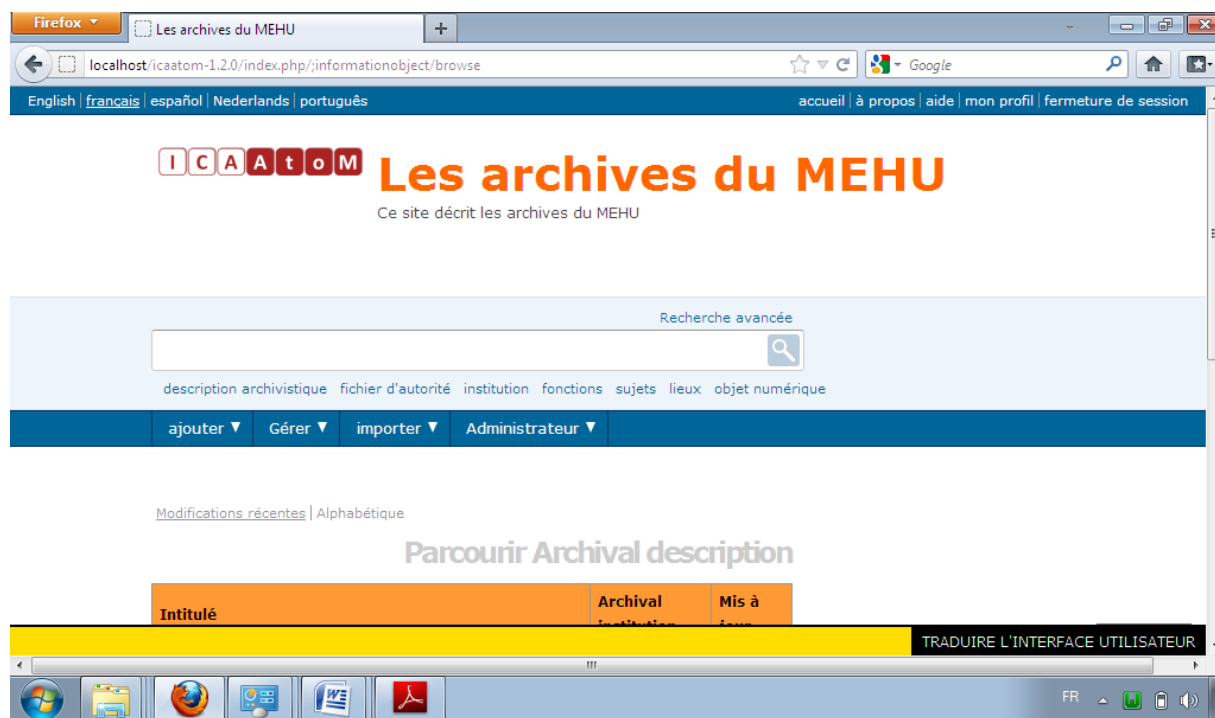 Firefox
Les archives du MEHU
localhost/icaatom-1.2.0/index.php/;informationobject/browse
Google
English | français | español | Nederlands | português
accueil | à propos | aide | mon profil | fermeture de session
ICAAtoM
Les archives du MEHU
Ce site décrit les archives du MEHU
Recherche avancée
description archivistique fichier d'autorité institution fonctions sujets lieux objet numérique
ajouter Gérer importer Administrateur
Modifications récentes | Alphabétique
Parcourir Archival description
Intitulé
Archival institution
Mis à jour
TRADUIRE L'INTERFACE UTILISATEUR
FR